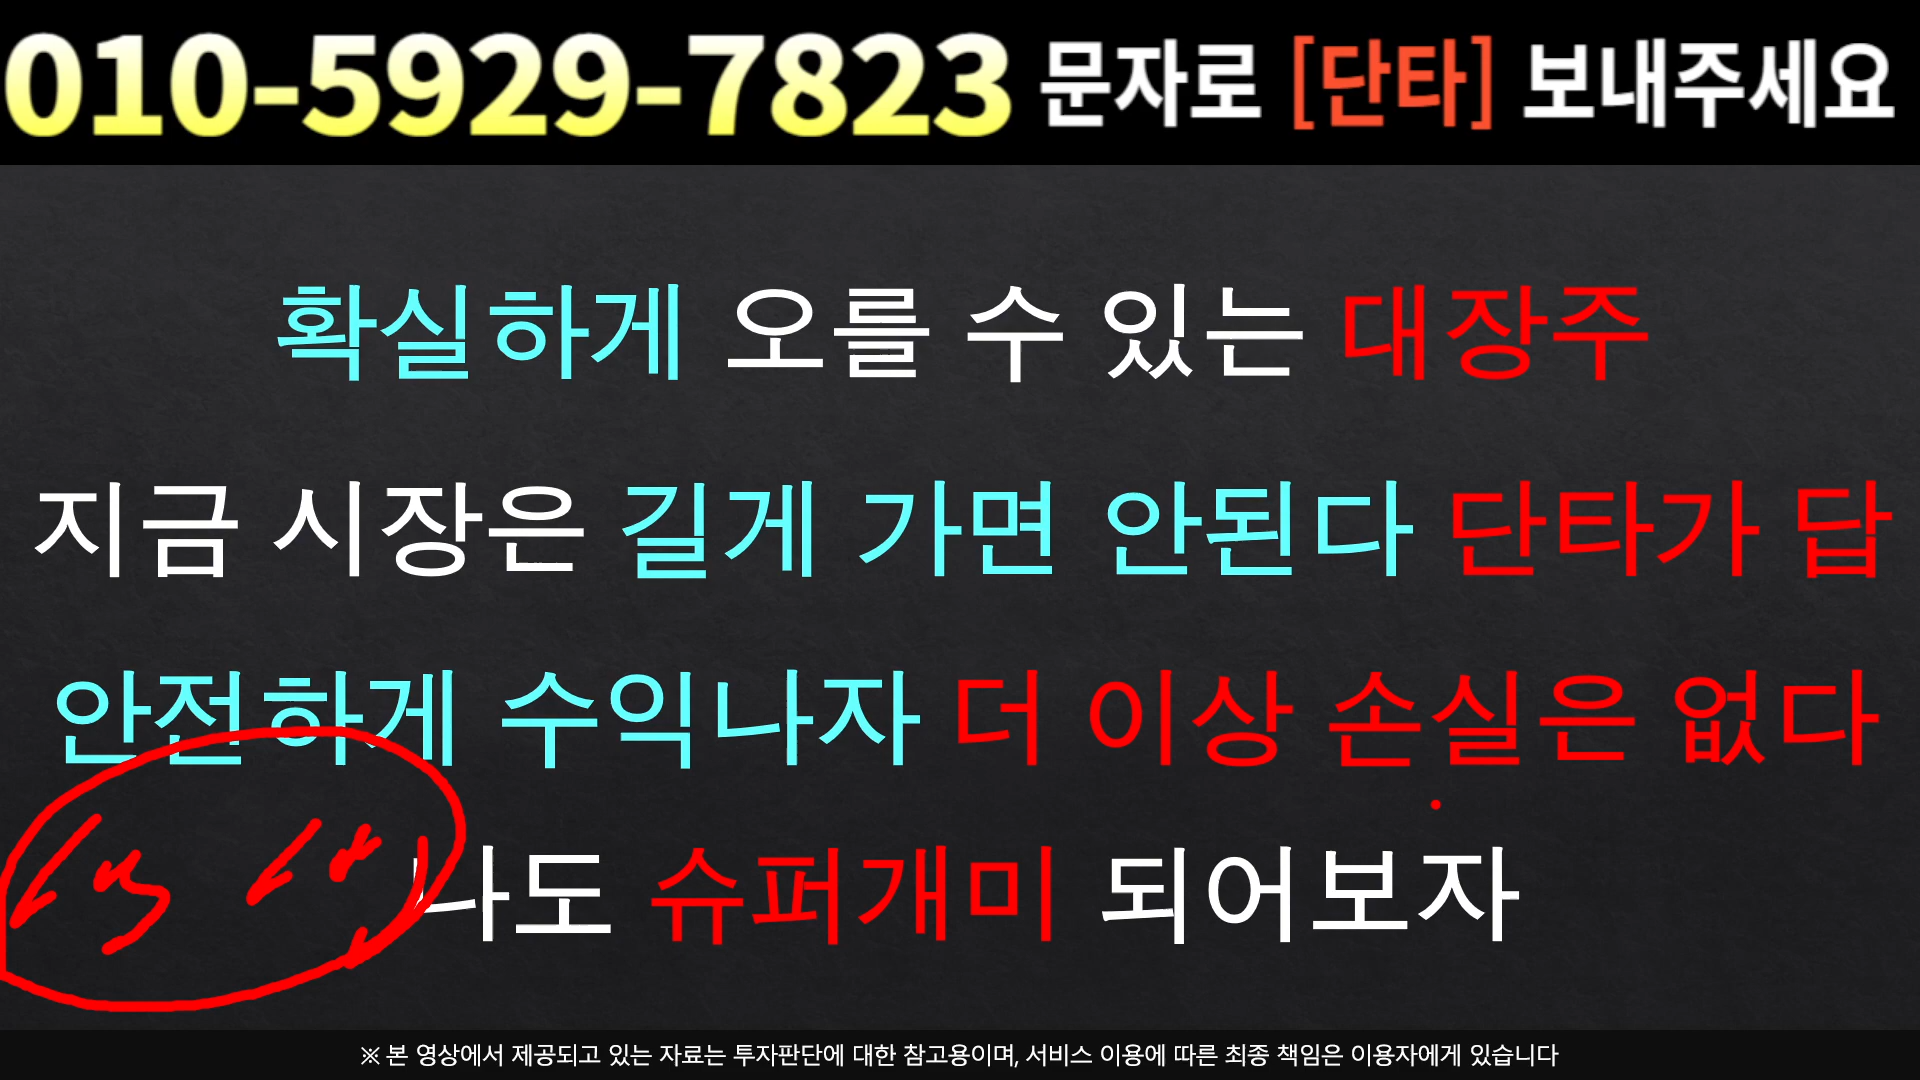 010-5929-7823 문자로 [단타] 보내주세요
확실하게 오를 수 있는 대장주
지금 시장은 길게 가면 안된다 단타가 답
안전하게 수익나자 더 이상 손실은 없다
나도 슈퍼개미 되어보자
※ 본 영상에서 제공되고 있는 자료는 투자판단에 대한 참고용이며, 서비스 이용에 따른 최종 책임은 이용자에게 있습니다